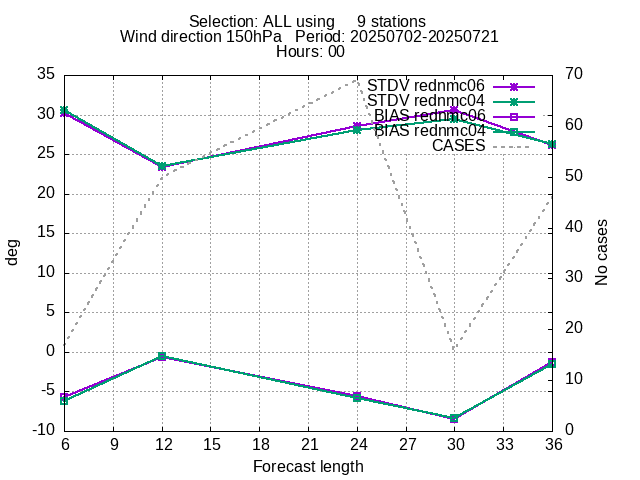 Selection: ALL using     9 stations
Wind direction 150hPa   Period: 20250702-20250721
Hours: 00
STDV rednmc06
STDV rednmc04
BIAS rednmc06
BIAS rednmc04
CASES
35
30
25
20
15
10
5
0
-5
-10
deg
70
60
50
40
30
20
10
0
No cases
6 9 12 15 18 21 24 27 30 33 36
Forecast length